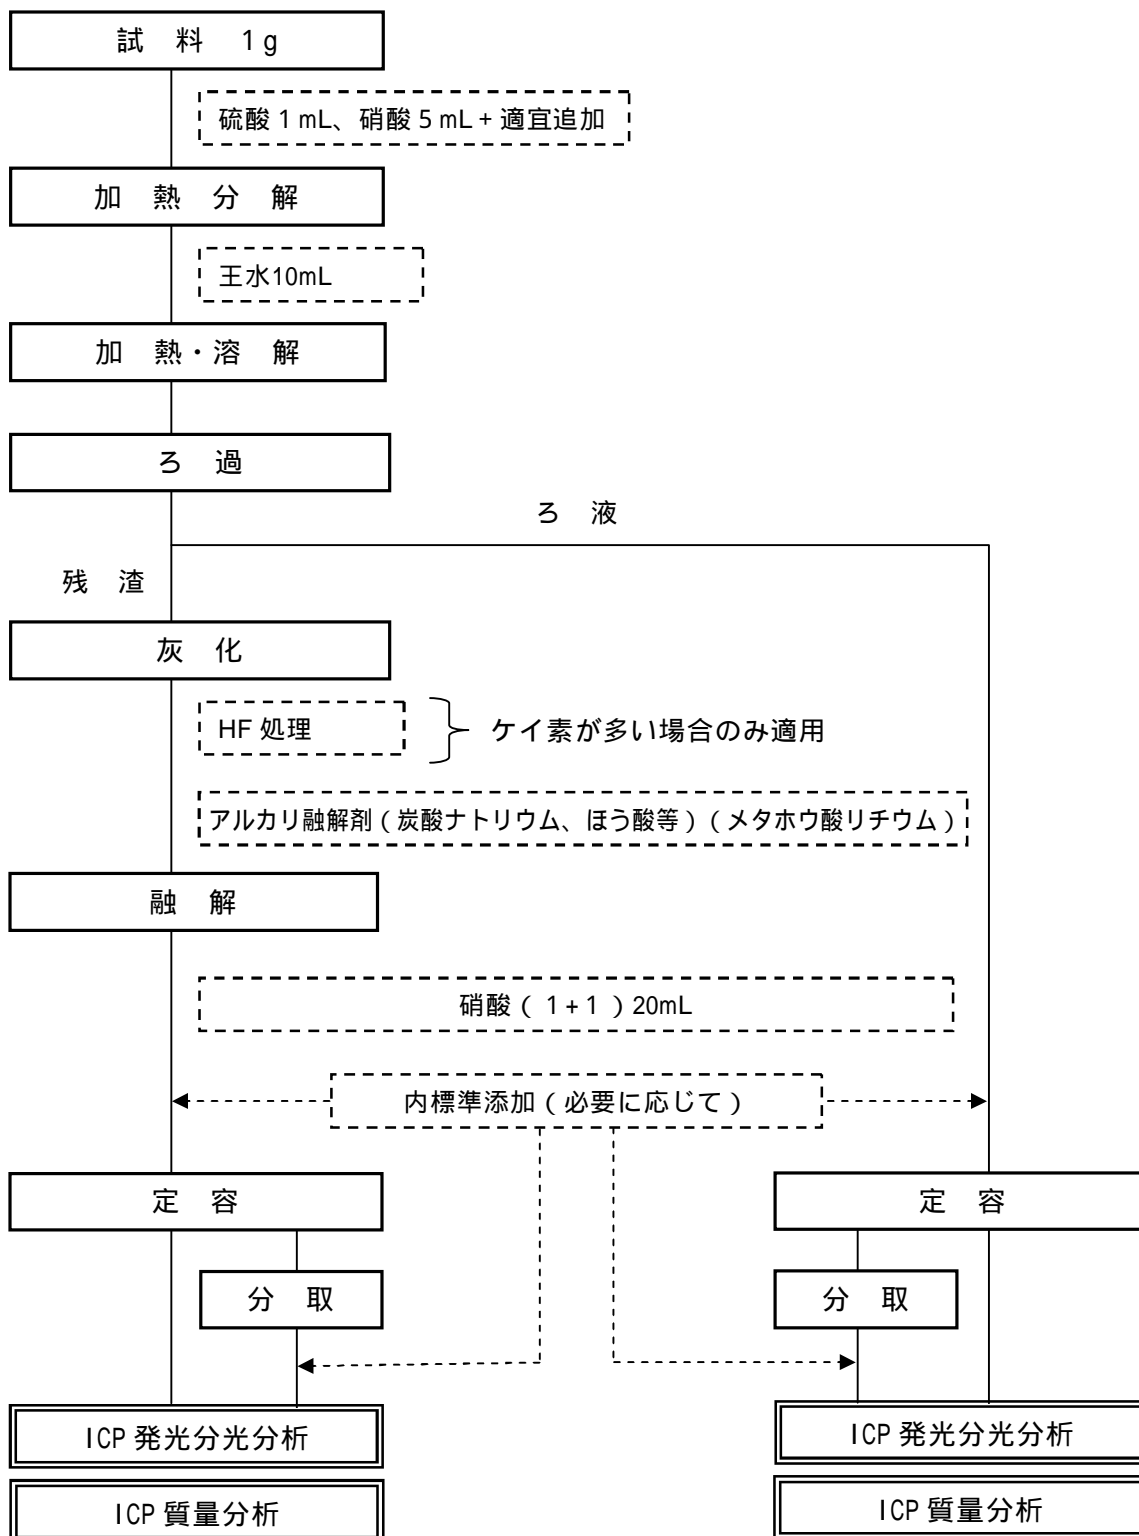 試　料　1 g
硫酸 1 mL、硝酸 5 mL + 適宜追加
加　熱　分　解
王水10mL
加　熱・溶　解
ろ　過
ろ　液
残　渣
灰　化
HF 処理
ケイ素が多い場合のみ適用
アルカリ融解剤（炭酸ナトリウム、ほう酸等）（メタホウ酸リチウム）
融　解
硝酸（ 1 + 1 ）20mL
内標準添加（必要に応じて）
定　容
定　容
分　取
分　取
ICP 発光分光分析
ICP 発光分光分析
ICP 質量分析
ICP 質量分析